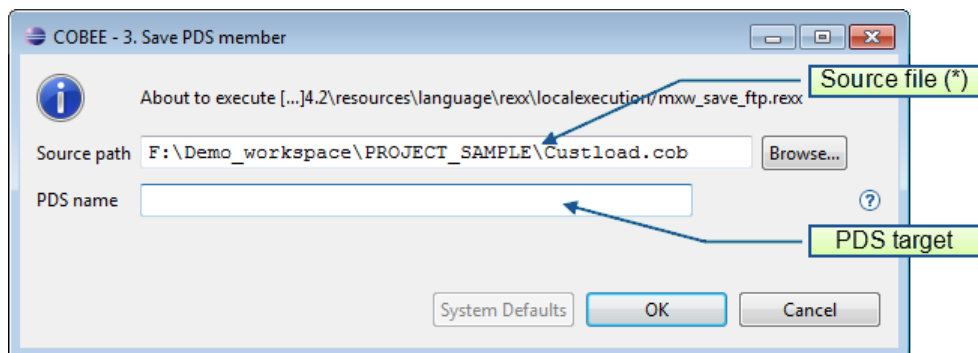 COBEE - 3. Save PDS member
Source file (*)
About to execute [...]4.2\resources\language\rexx\localexecution/mxw_save_ftp.rexx
Source path F:\Demo_workspace\PROJECT_SAMPLE\Custload.cob Browse...
PDS name ?
PDS target
System Defaults OK Cancel